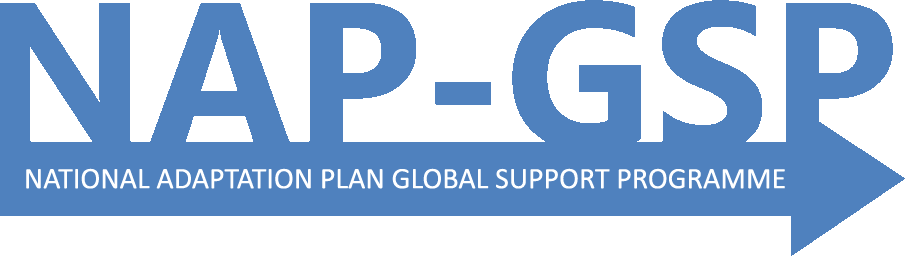 NAP-GSP
NATIONAL ADAPTATION PLAN GLOBAL SUPPORT PROGRAMME